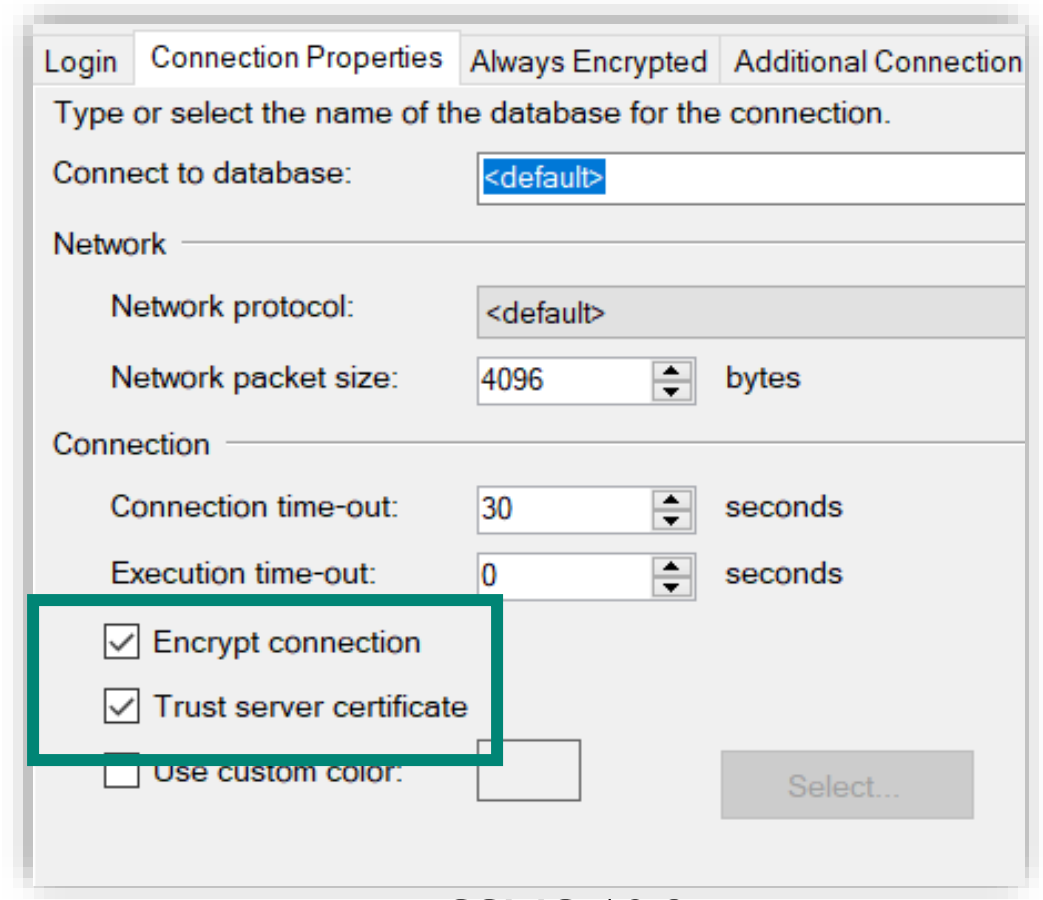 Login Connection Properties Always Encrypted Additional Connection
Type or select the name of the database for the connection.
Connect to database: <default>
Network
Network protocol: <default>
Network packet size: 4096 bytes
Connection
Connection time-out: 30 seconds
Execution time-out: 0 seconds
Encrypt connection
Trust server certificate
Use custom color: Select...